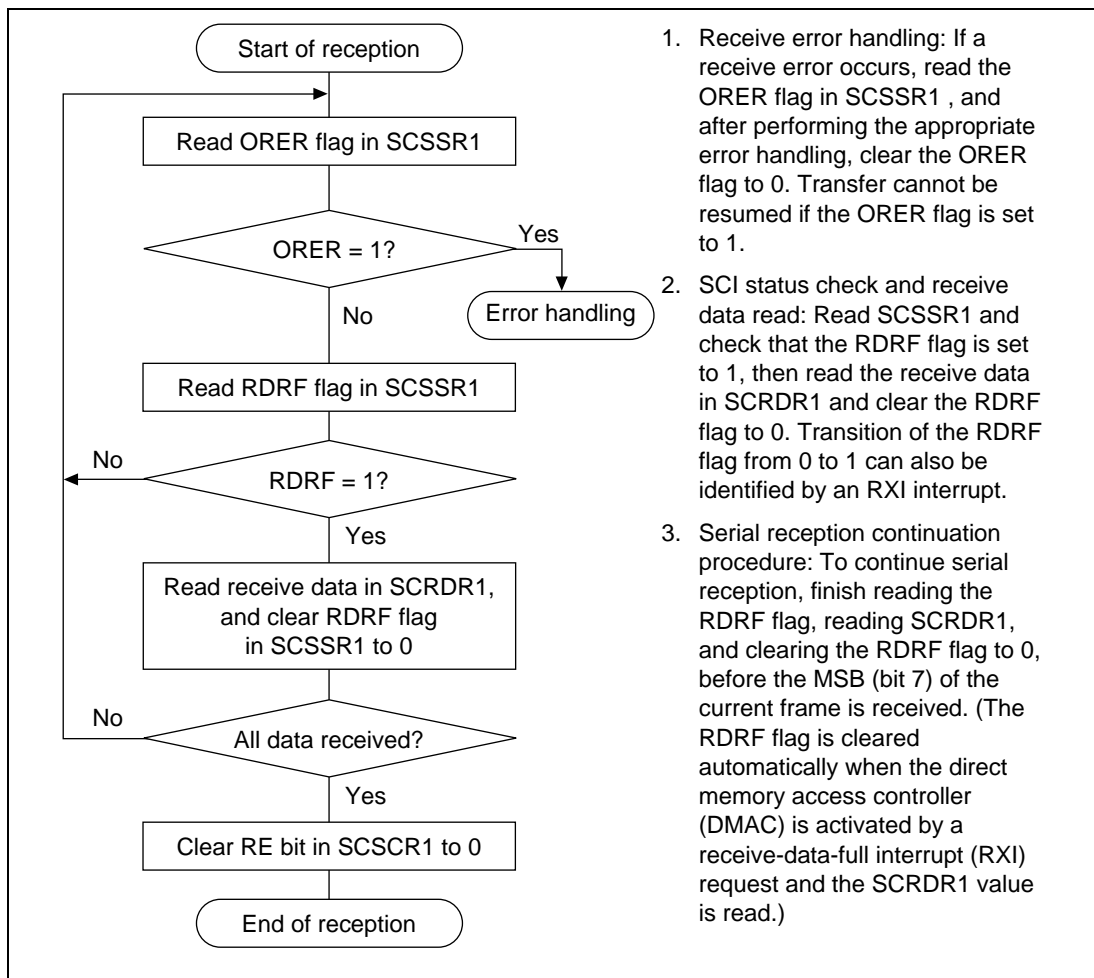 Start of reception
Read ORER flag in SCSSR1
ORER = 1?
Yes
Error handling
No
Read RDRF flag in SCSSR1
No
RDRF = 1?
Yes
Read receive data in SCRDR1,
and clear RDRF flag
in SCSSR1 to 0
No
All data received?
Yes
Clear RE bit in SCSCR1 to 0
End of reception
1. Receive error handling: If a
receive error occurs, read the
ORER flag in SCSSR1 , and
after performing the appropriate
error handling, clear the ORER
flag to 0. Transfer cannot be
resumed if the ORER flag is set
to 1.
2. SCI status check and receive
data read: Read SCSSR1 and
check that the RDRF flag is set
to 1, then read the receive data
in SCRDR1 and clear the RDRF
flag to 0. Transition of the RDRF
flag from 0 to 1 can also be
identified by an RXI interrupt.
3. Serial reception continuation
procedure: To continue serial
reception, finish reading the
RDRF flag, reading SCRDR1,
and clearing the RDRF flag to 0,
before the MSB (bit 7) of the
current frame is received. (The
RDRF flag is cleared
automatically when the direct
memory access controller
(DMAC) is activated by a
receive-data-full interrupt (RXI)
request and the SCRDR1 value
is read.)